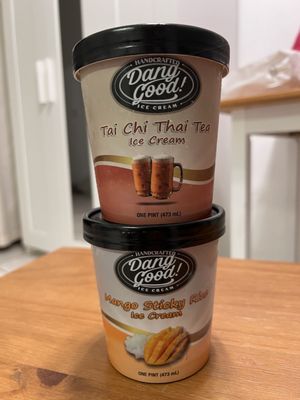 HANDCRAFTED
Dang
Good!
ICE CREAM
Tai Chi Thai Tea
Ice Cream
ONE PINT (473 mL)
HANDCRAFTED
Dang
Good!
ICE CREAM
Mango Sticky Rice
Ice Cream
ONE PINT (473 mL)